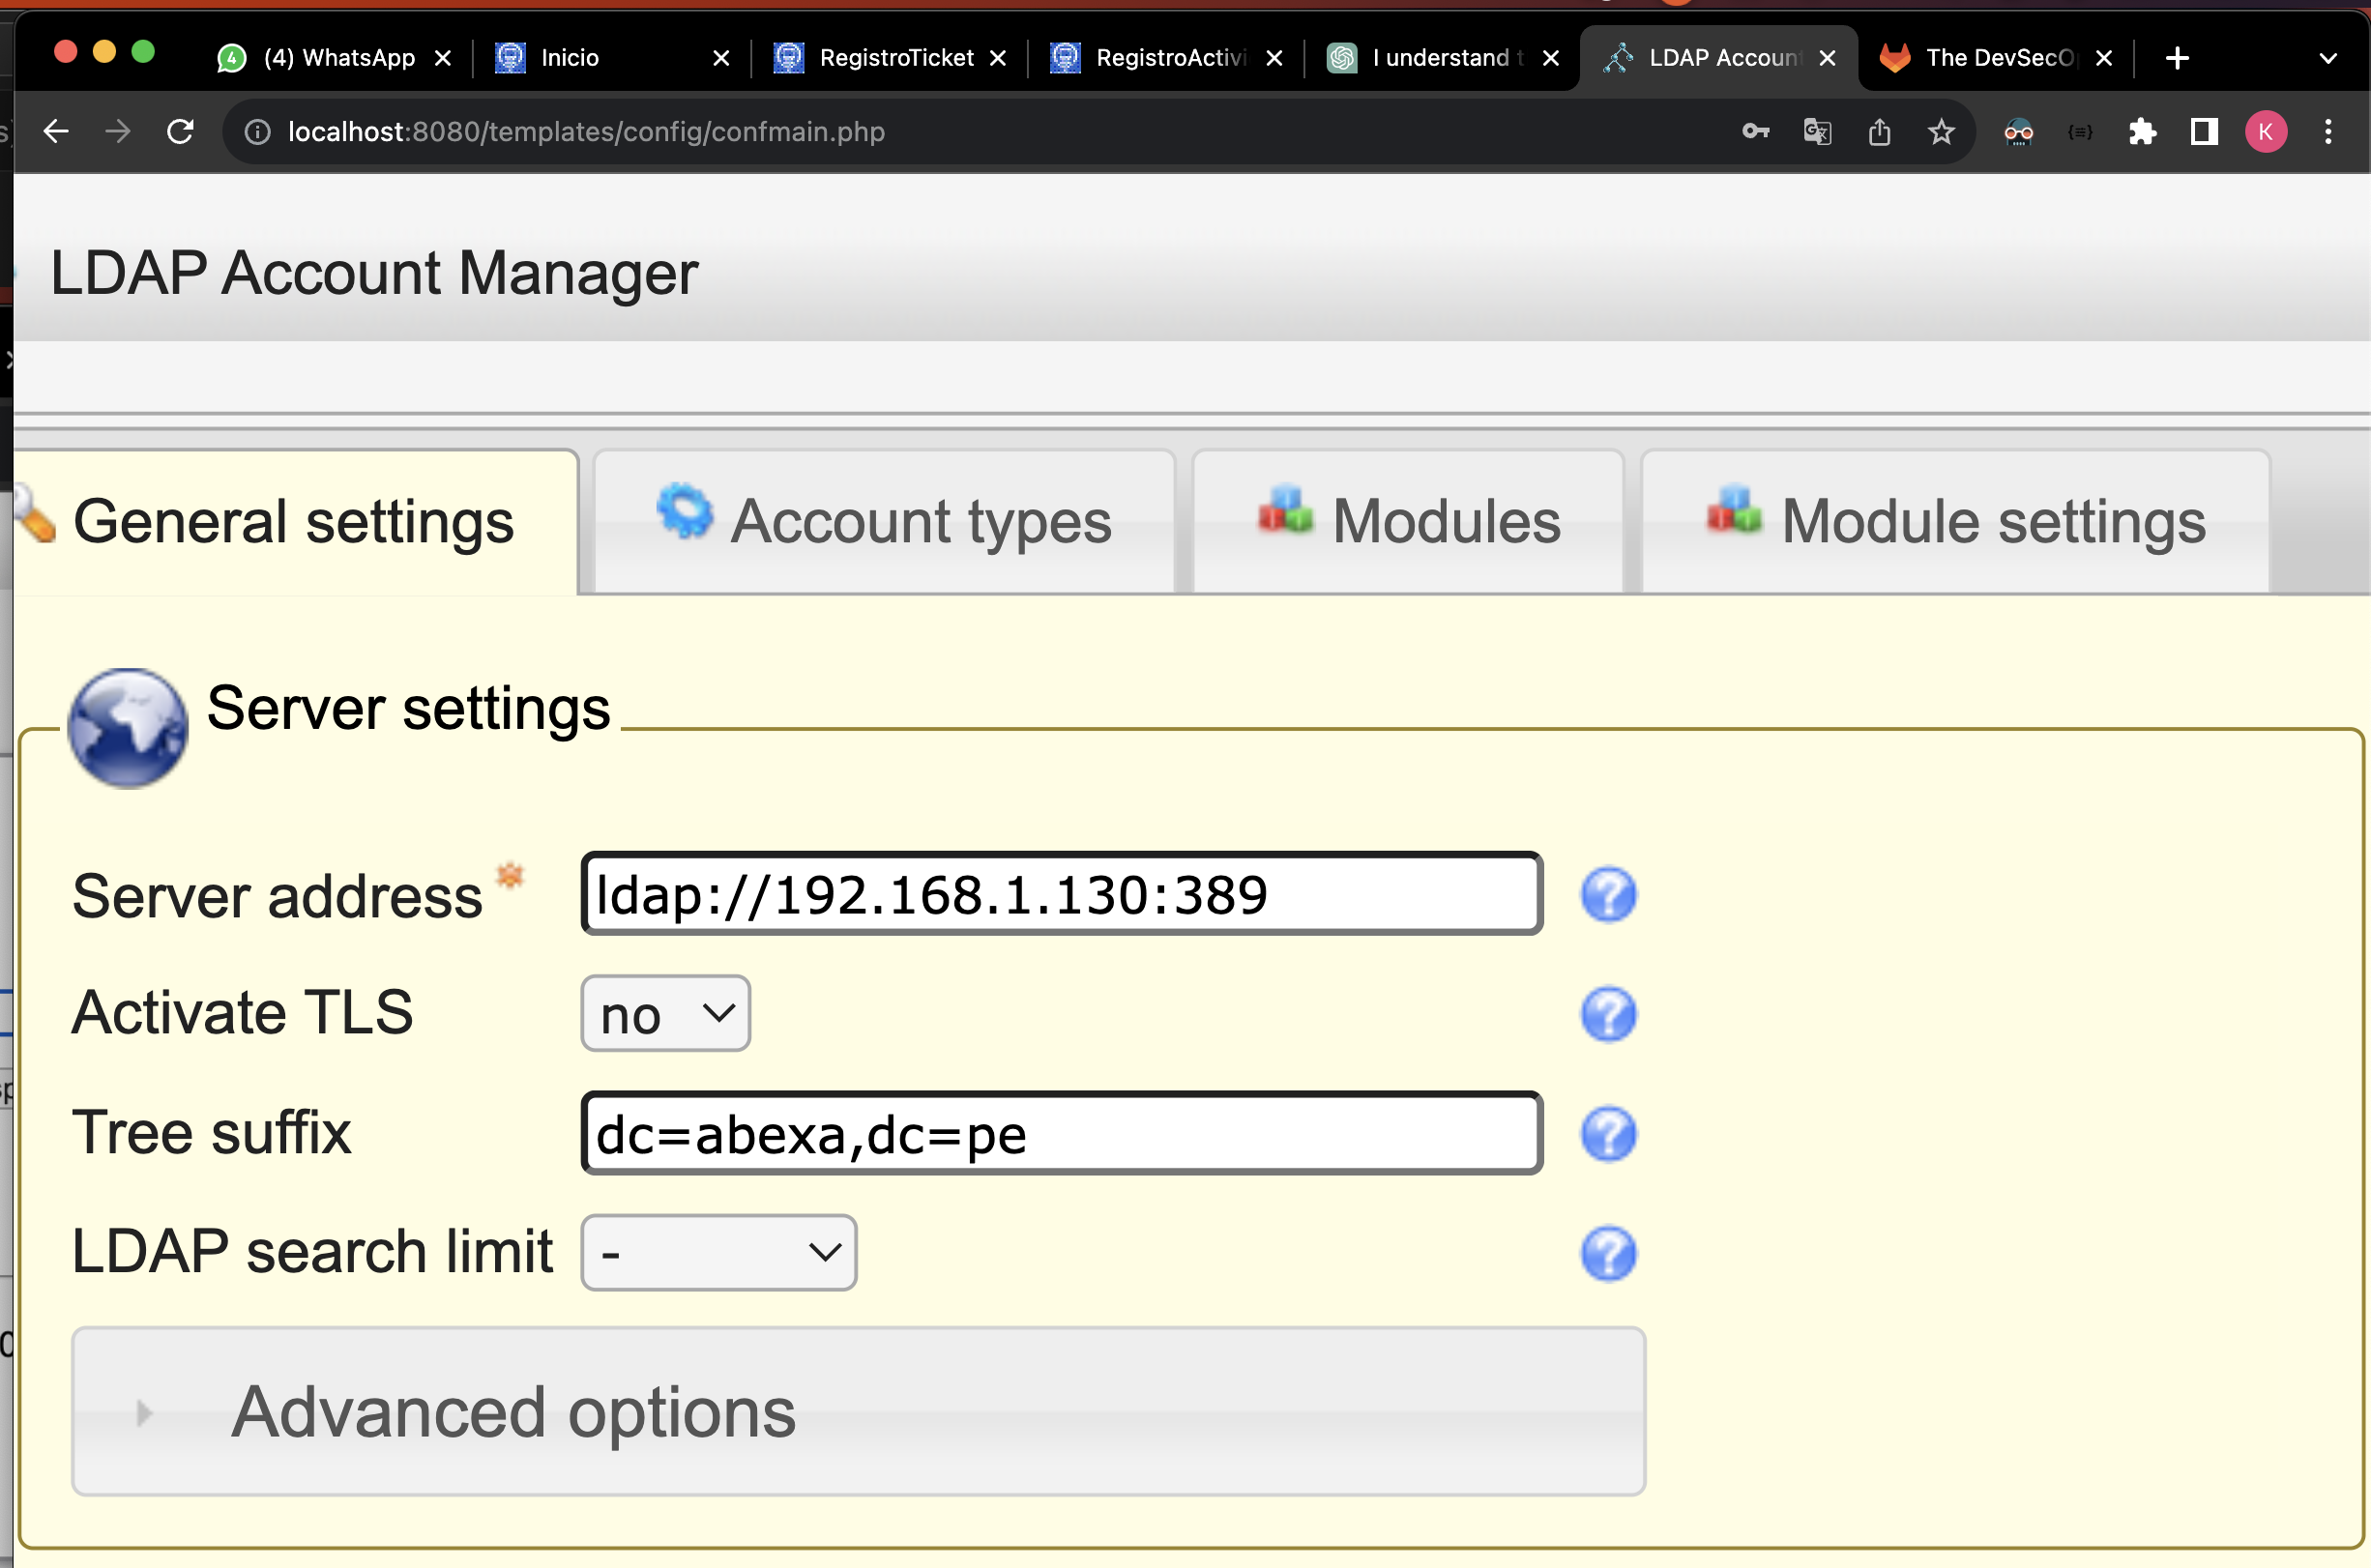 (4) WhatsApp
Inicio
RegistroTicket
RegistroActivi
I understand t
LDAP Accoun
The DevSecO
localhost:8080/templates/config/confmain.php
K
LDAP Account Manager
General settings
Account types
Modules
Module settings
Server settings
Server address
ldap://192.168.1.130:389
Activate TLS
no
Tree suffix
dc=abexa,dc=pe
LDAP search limit
-
Advanced options